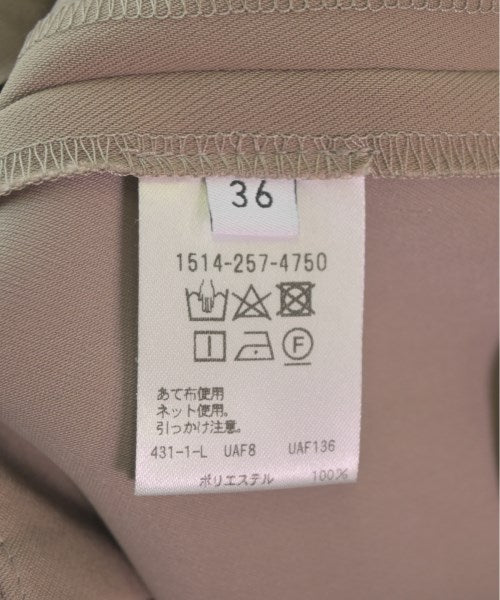 36
1514-257-4750
F
あて布使用
ネット使用。
引っかけ注意。
431-1-L UAF8 UAF136
ポリエステル 100%